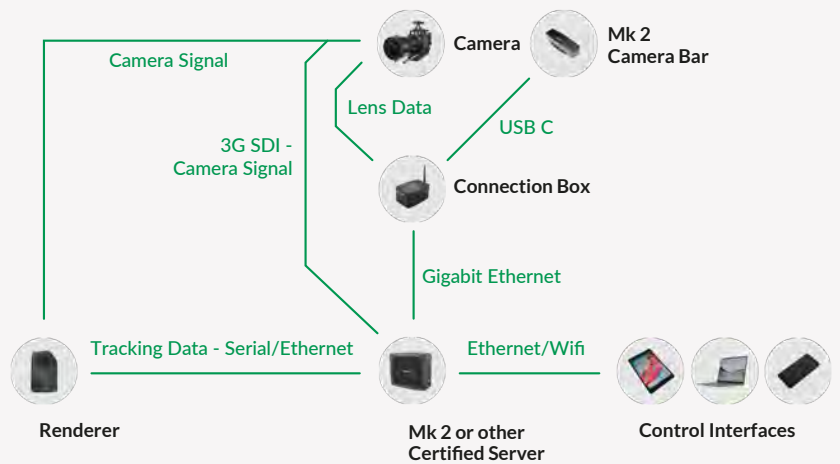 Camera
Mk 2
Camera Bar
Camera Signal
Lens Data
USB C
3G SDI -
Camera Signal
Connection Box
Gigabit Ethernet
Tracking Data - Serial/Ethernet
Ethernet/Wifi
Renderer
Mk 2 or other
Certified Server
Control Interfaces